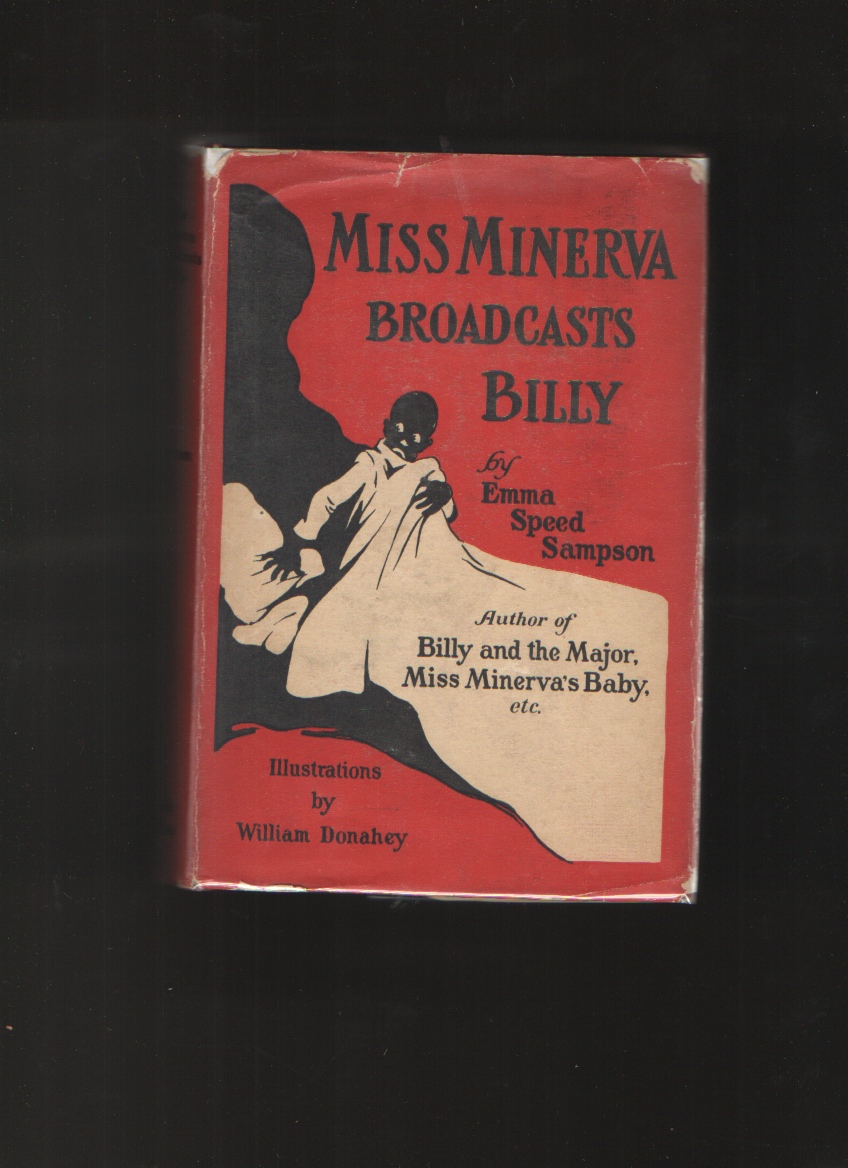 MISS MINERVA
BROADCASTS
BILLY
by
Emma
Speed
Sampson
Author of
Billy and the Major,
Miss Minerva's Baby,
etc.
Illustrations
by
William Donahey